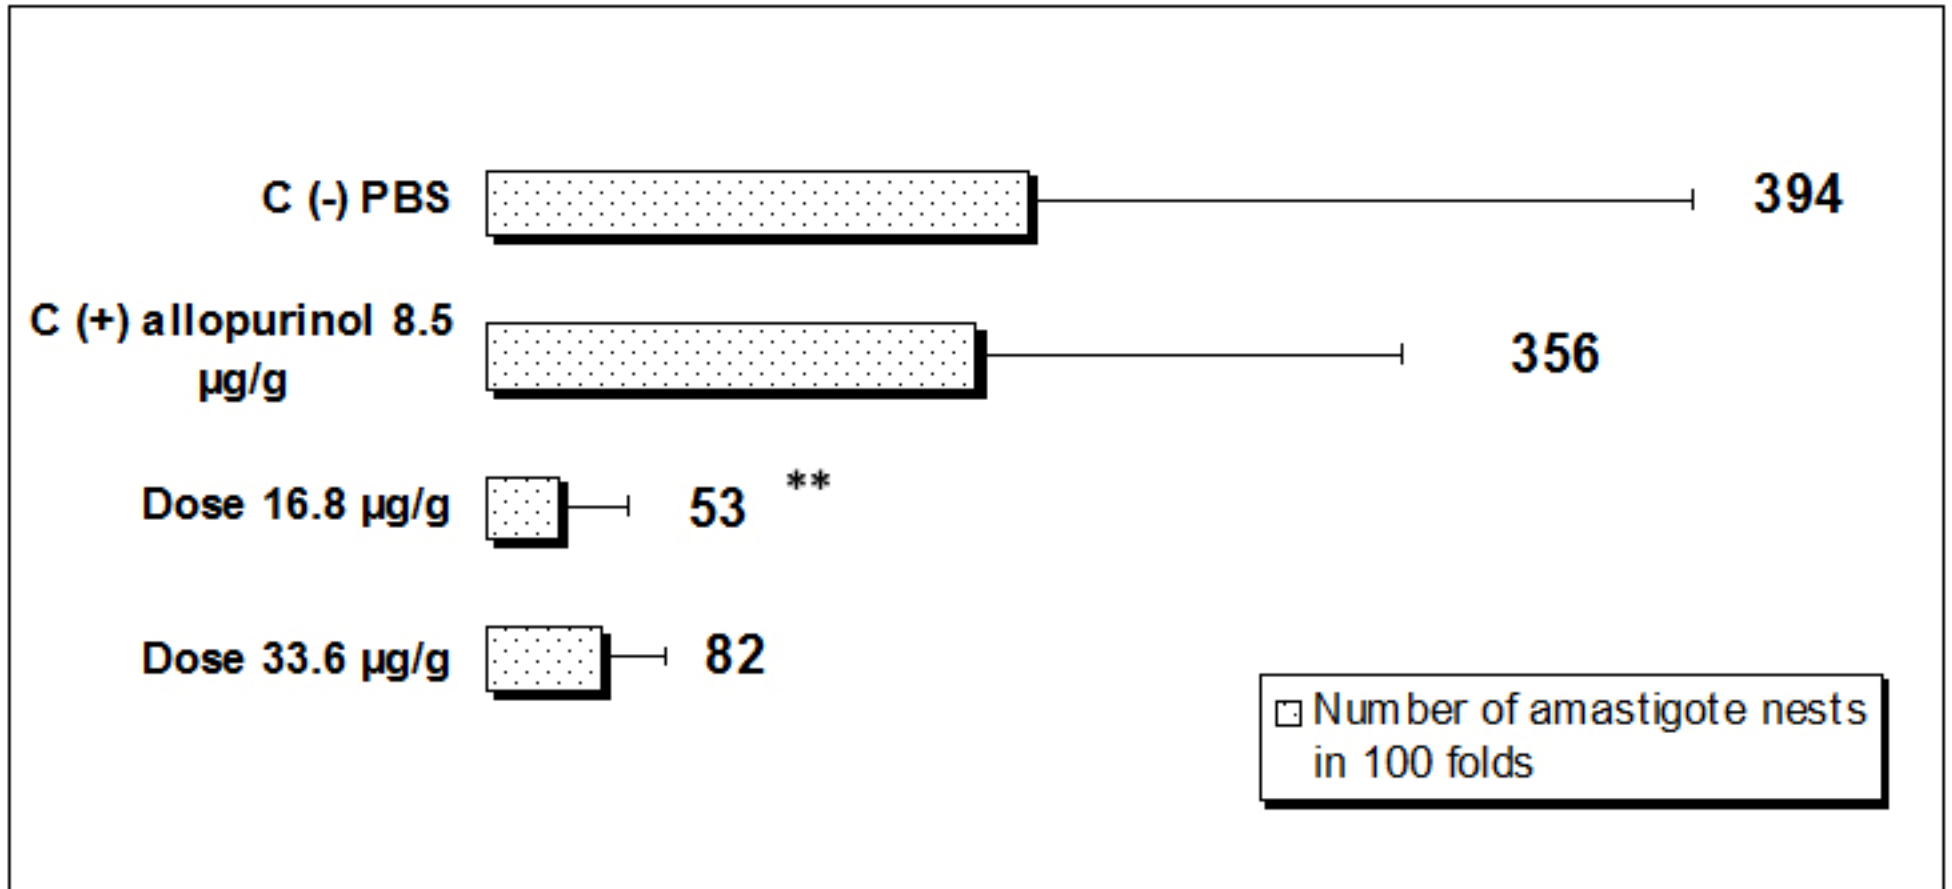 C (-) PBS
394
C (+) allopurinol 8.5
µg/g
356
Dose 16.8 µg/g
53 **
Dose 33.6 µg/g
82
Number of amastigote nests
in 100 folds